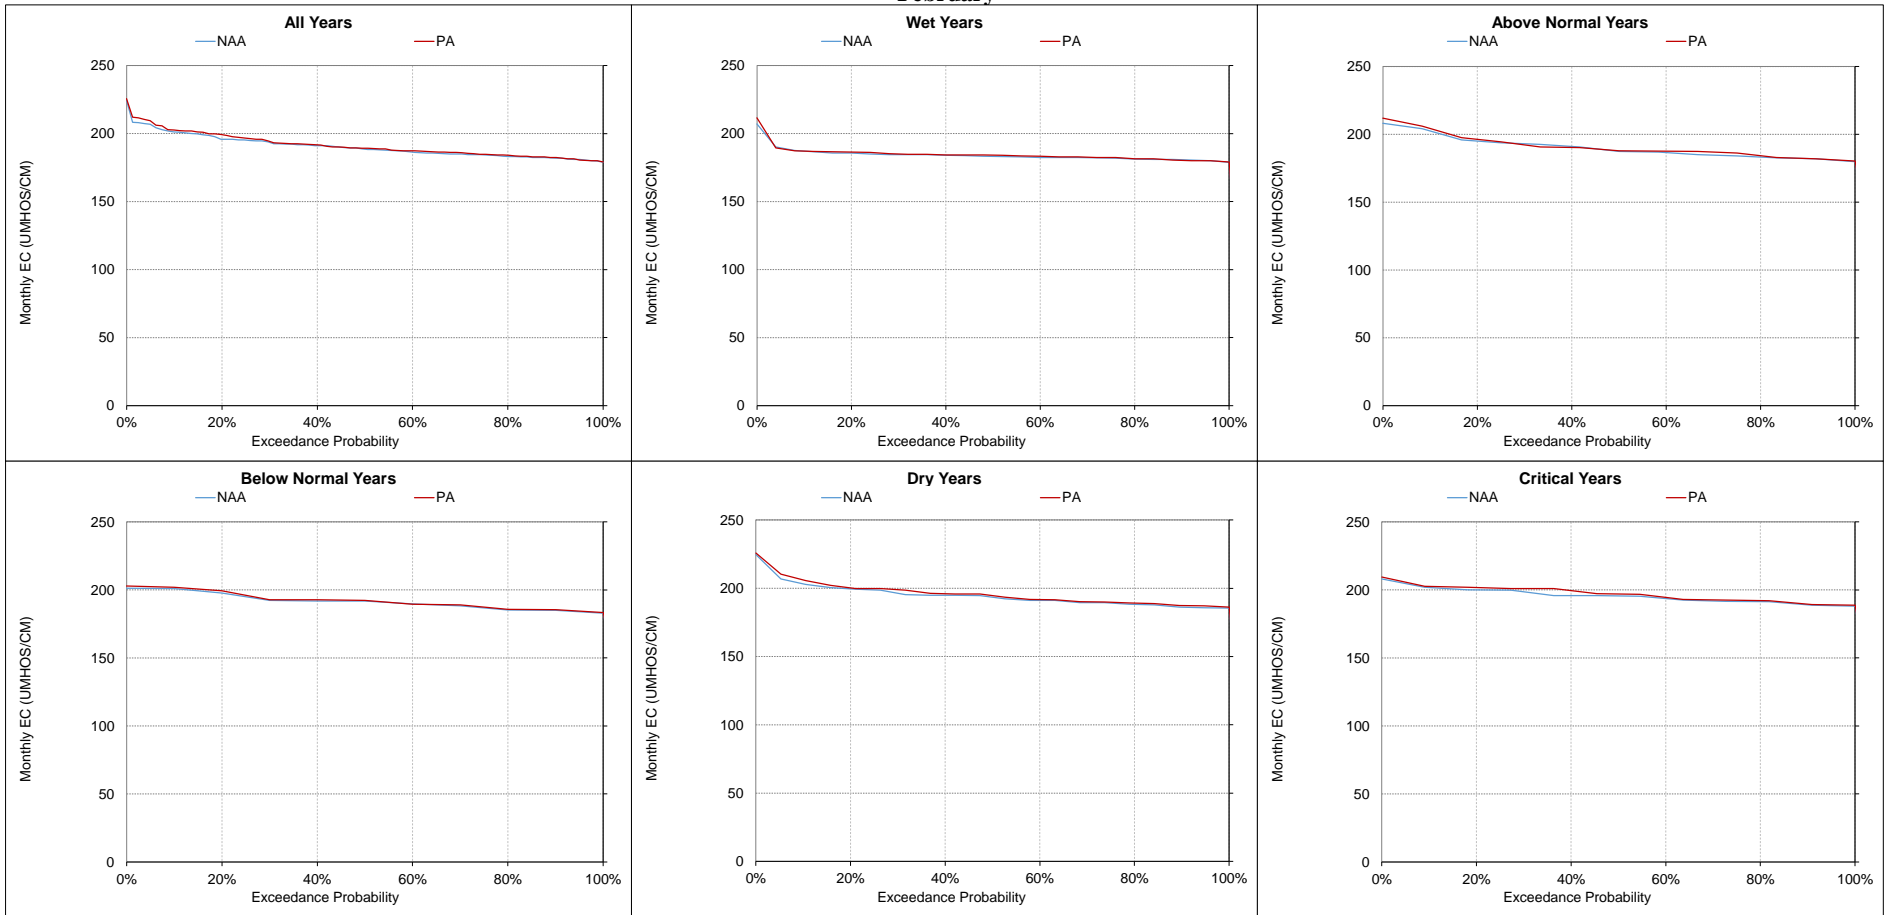 February
All Years
NAA PA
250
200
150
100
50
0
Monthly EC (UMHOS/CM)
0% 20% 40% 60% 80% 100%
Exceedance Probability
Wet Years
NAA PA
250
200
150
100
50
0
Monthly EC (UMHOS/CM)
0% 20% 40% 60% 80% 100%
Exceedance Probability
Above Normal Years
NAA PA
250
200
150
100
50
0
Monthly EC (UMHOS/CM)
0% 20% 40% 60% 80% 100%
Exceedance Probability
Below Normal Years
NAA PA
250
200
150
100
50
0
Monthly EC (UMHOS/CM)
0% 20% 40% 60% 80% 100%
Exceedance Probability
Dry Years
NAA PA
250
200
150
100
50
0
Monthly EC (UMHOS/CM)
0% 20% 40% 60% 80% 100%
Exceedance Probability
Critical Years
NAA PA
250
200
150
100
50
0
Monthly EC (UMHOS/CM)
0% 20% 40% 60% 80% 100%
Exceedance Probability